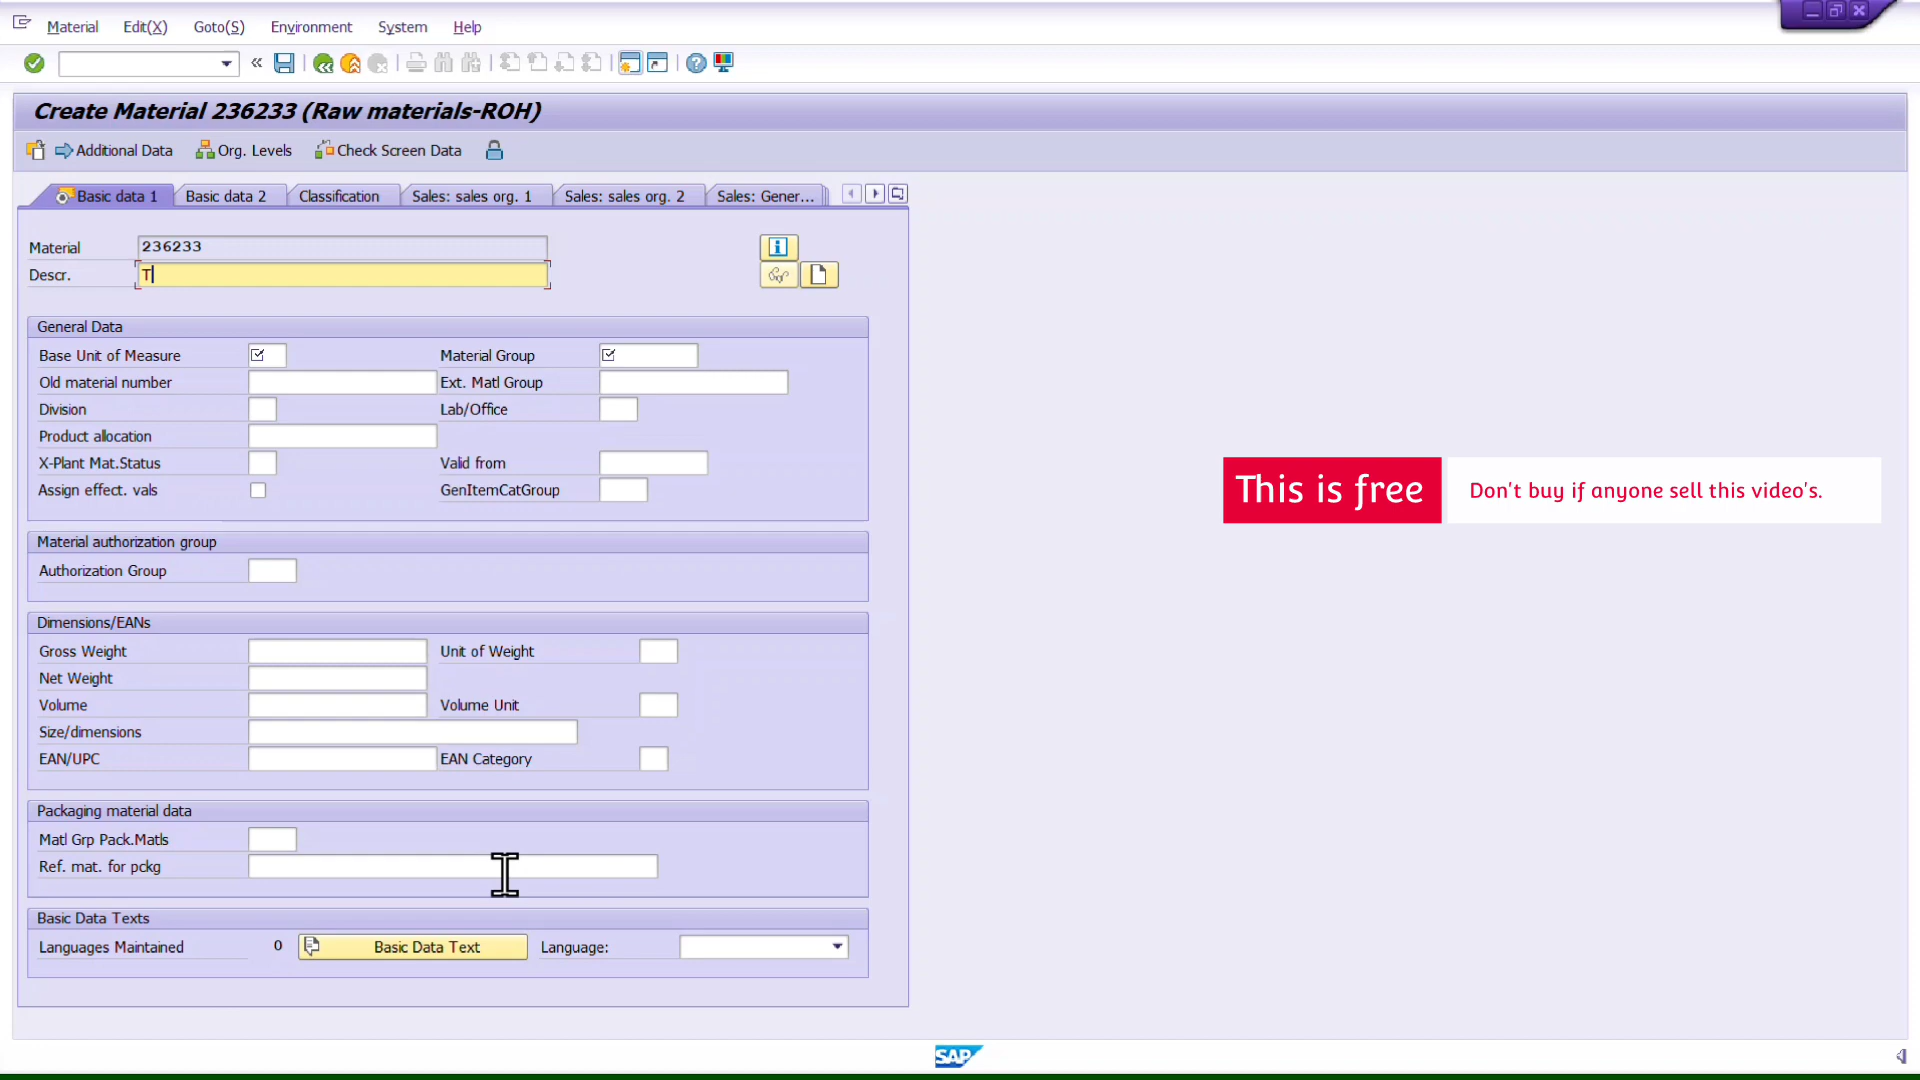 Material Edit(X) Goto(S) Environment System Help
Create Material 236233 (Raw materials-ROH)
Additional Data Org. Levels Check Screen Data
Basic data 1 Basic data 2 Classification Sales: sales org. 1 Sales: sales org. 2 Sales: Gener...
Material 236233
Descr. T
General Data
Base Unit of Measure Material Group
Old material number Ext. Matl Group
Division Lab/Office
Product allocation
X-Plant Mat.Status Valid from
Assign effect. vals GenItemCatGroup
This is free Don't buy if anyone sell this video's.
Material authorization group
Authorization Group
Dimensions/EANs
Gross Weight Unit of Weight
Net Weight
Volume Volume Unit
Size/dimensions
EAN/UPC EAN Category
Packaging material data
Matl Grp Pack.Matls
Ref. mat. for pckg
Basic Data Texts
Languages Maintained 0 Basic Data Text Language:
SAP